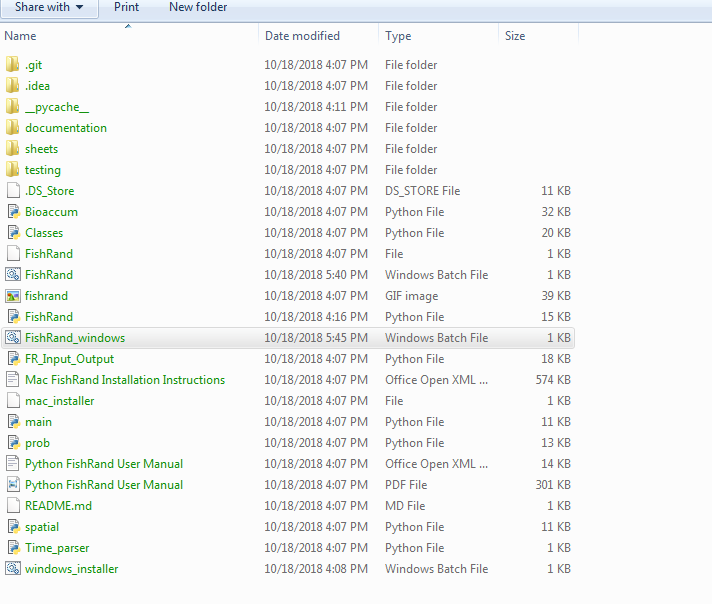 Share with Print New folder
Name Date modified Type Size
.git 10/18/2018 4:07 PM File folder
.idea 10/18/2018 4:07 PM File folder
__pycache__ 10/18/2018 4:11 PM File folder
documentation 10/18/2018 4:07 PM File folder
sheets 10/18/2018 4:07 PM File folder
testing 10/18/2018 4:07 PM File folder
.DS_Store 10/18/2018 4:07 PM DS_STORE File 11 KB
Bioaccum 10/18/2018 4:07 PM Python File 32 KB
Classes 10/18/2018 4:07 PM Python File 20 KB
FishRand 10/18/2018 4:07 PM File 1 KB
FishRand 10/18/2018 5:40 PM Windows Batch File 1 KB
fishrand 10/18/2018 4:07 PM GIF image 39 KB
FishRand 10/18/2018 4:16 PM Python File 15 KB
FishRand_windows 10/18/2018 5:45 PM Windows Batch File 1 KB
FR_Input_Output 10/18/2018 4:07 PM Python File 18 KB
Mac FishRand Installation Instructions 10/18/2018 4:07 PM Office Open XML ... 574 KB
mac_installer 10/18/2018 4:07 PM File 1 KB
main 10/18/2018 4:07 PM Python File 11 KB
prob 10/18/2018 4:07 PM Python File 13 KB
Python FishRand User Manual 10/18/2018 4:07 PM Office Open XML ... 14 KB
Python FishRand User Manual 10/18/2018 4:07 PM PDF File 301 KB
README.md 10/18/2018 4:07 PM MD File 1 KB
spatial 10/18/2018 4:07 PM Python File 11 KB
Time_parser 10/18/2018 4:07 PM Python File 1 KB
windows_installer 10/18/2018 4:08 PM Windows Batch File 1 KB